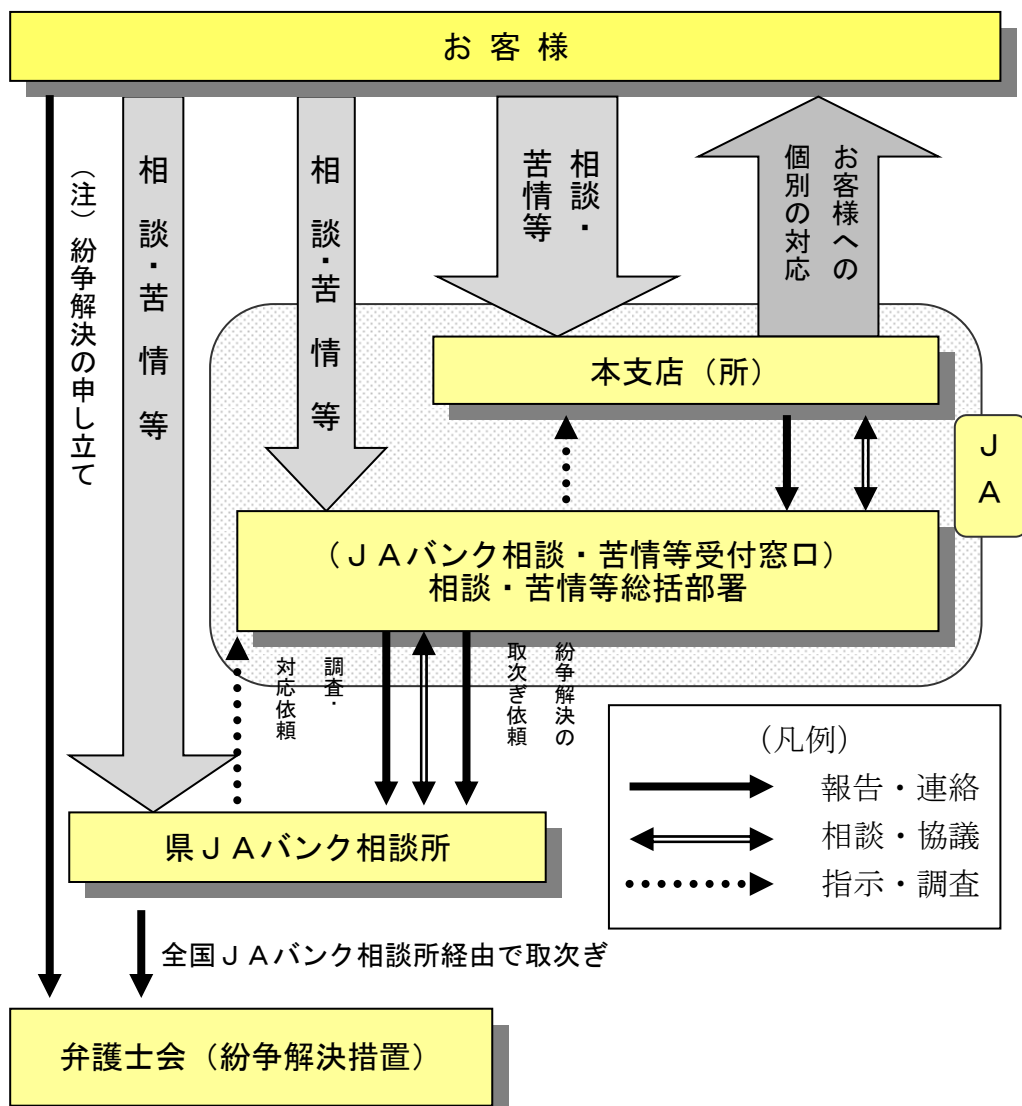 お客様
（注）紛争解決の申し立て
相談・苦情等
相談・苦情等
相談・
苦情等
お客様への
個別の対応
本支店（所）
ＪＡ
（ＪＡバンク相談・苦情等受付窓口）
相談・苦情等総括部署
調査・
対応依頼
紛争解決の
取次ぎ依頼
（凡例）
報告・連絡
相談・協議
指示・調査
県ＪＡバンク相談所
全国ＪＡバンク相談所経由で取次ぎ
弁護士会（紛争解決措置）